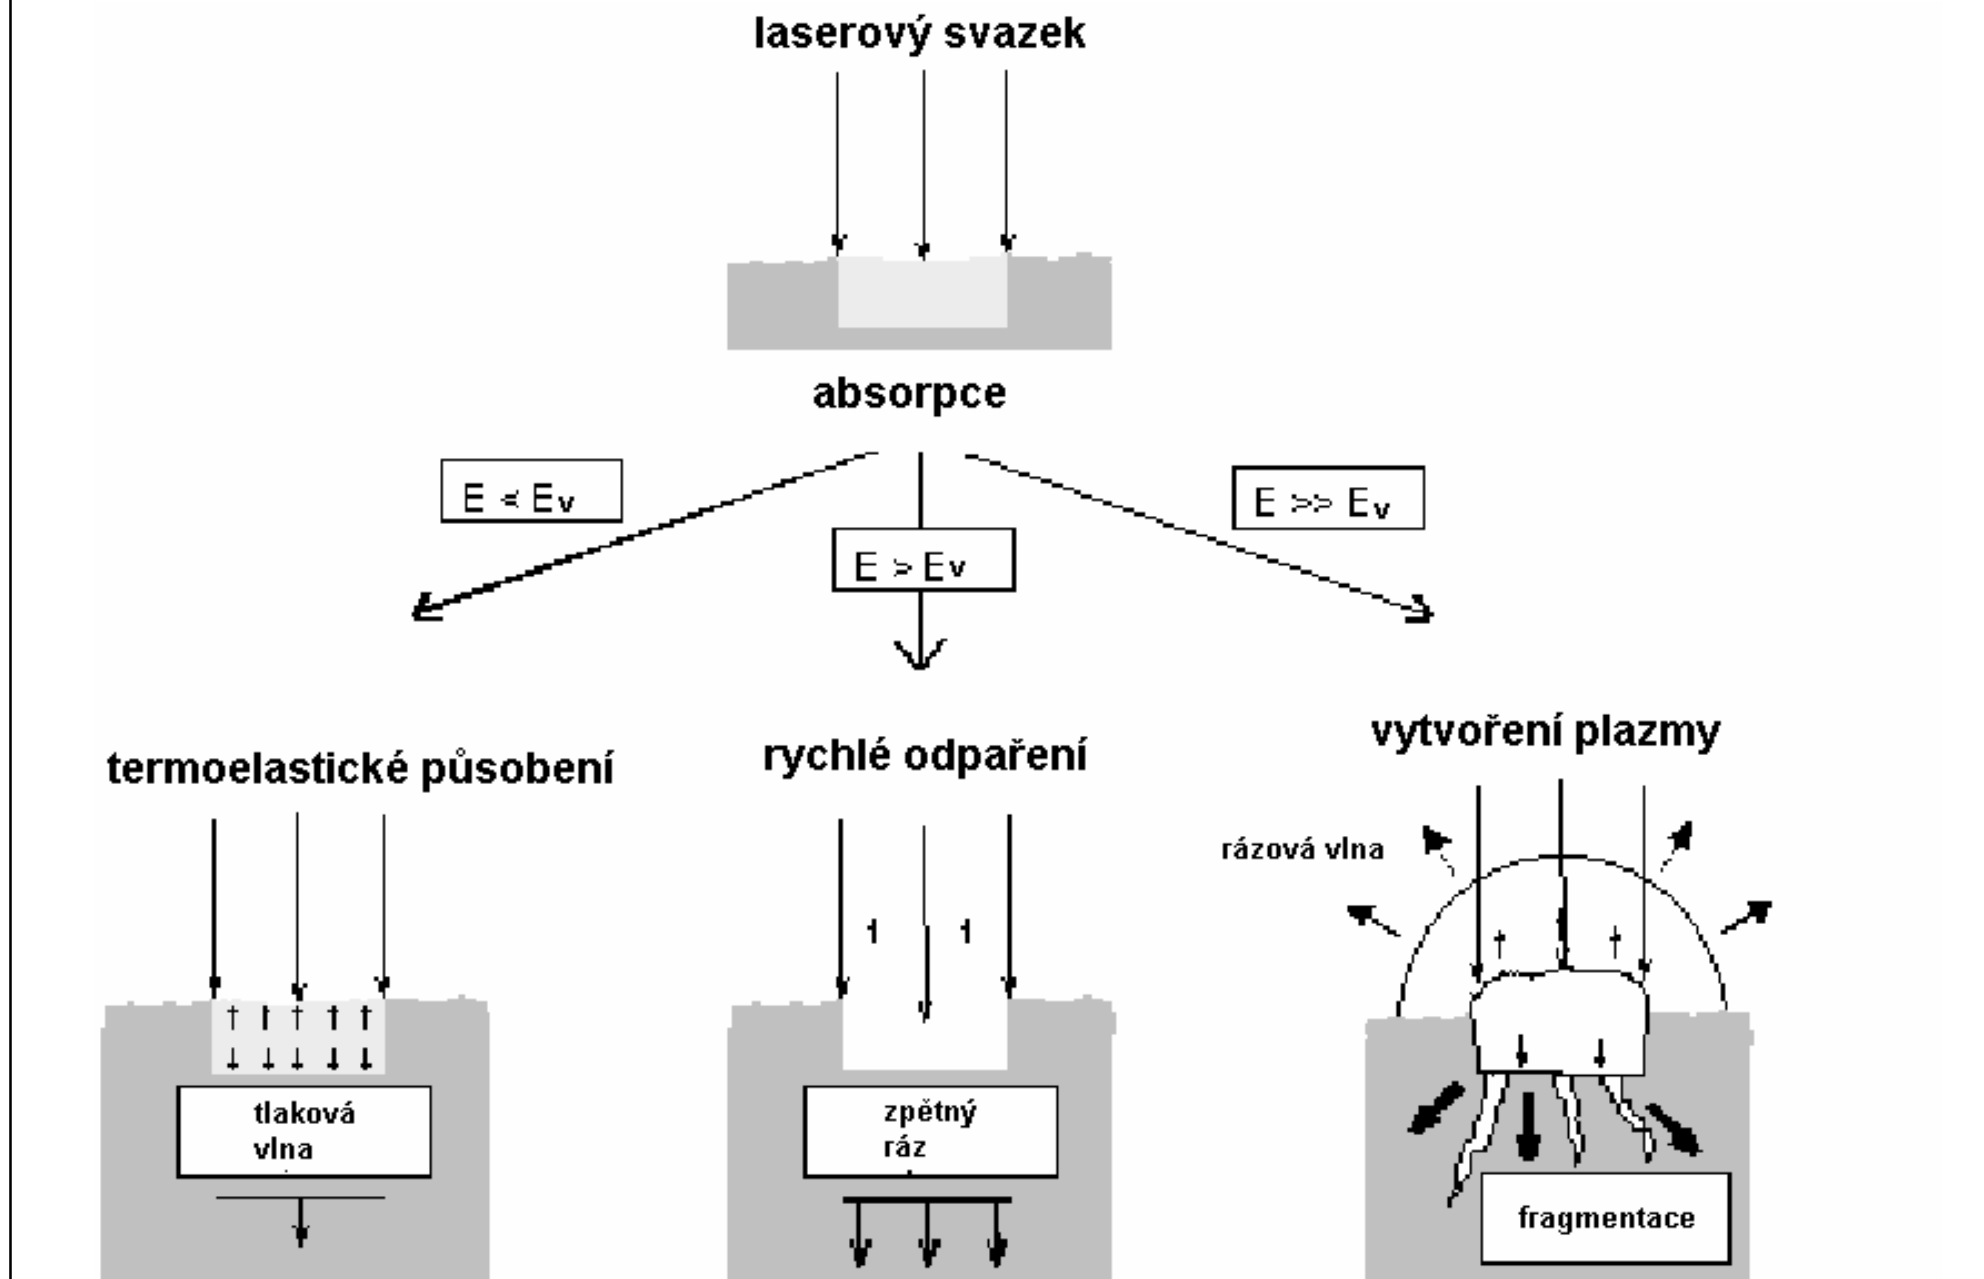 laserový svazek
absorpce
E < Ev
E > Ev
E >> Ev
termoelastické působení
rychlé odpaření
vytvoření plazmy
rázová vlna
tlaková
vlna
zpětný
ráz
fragmentace